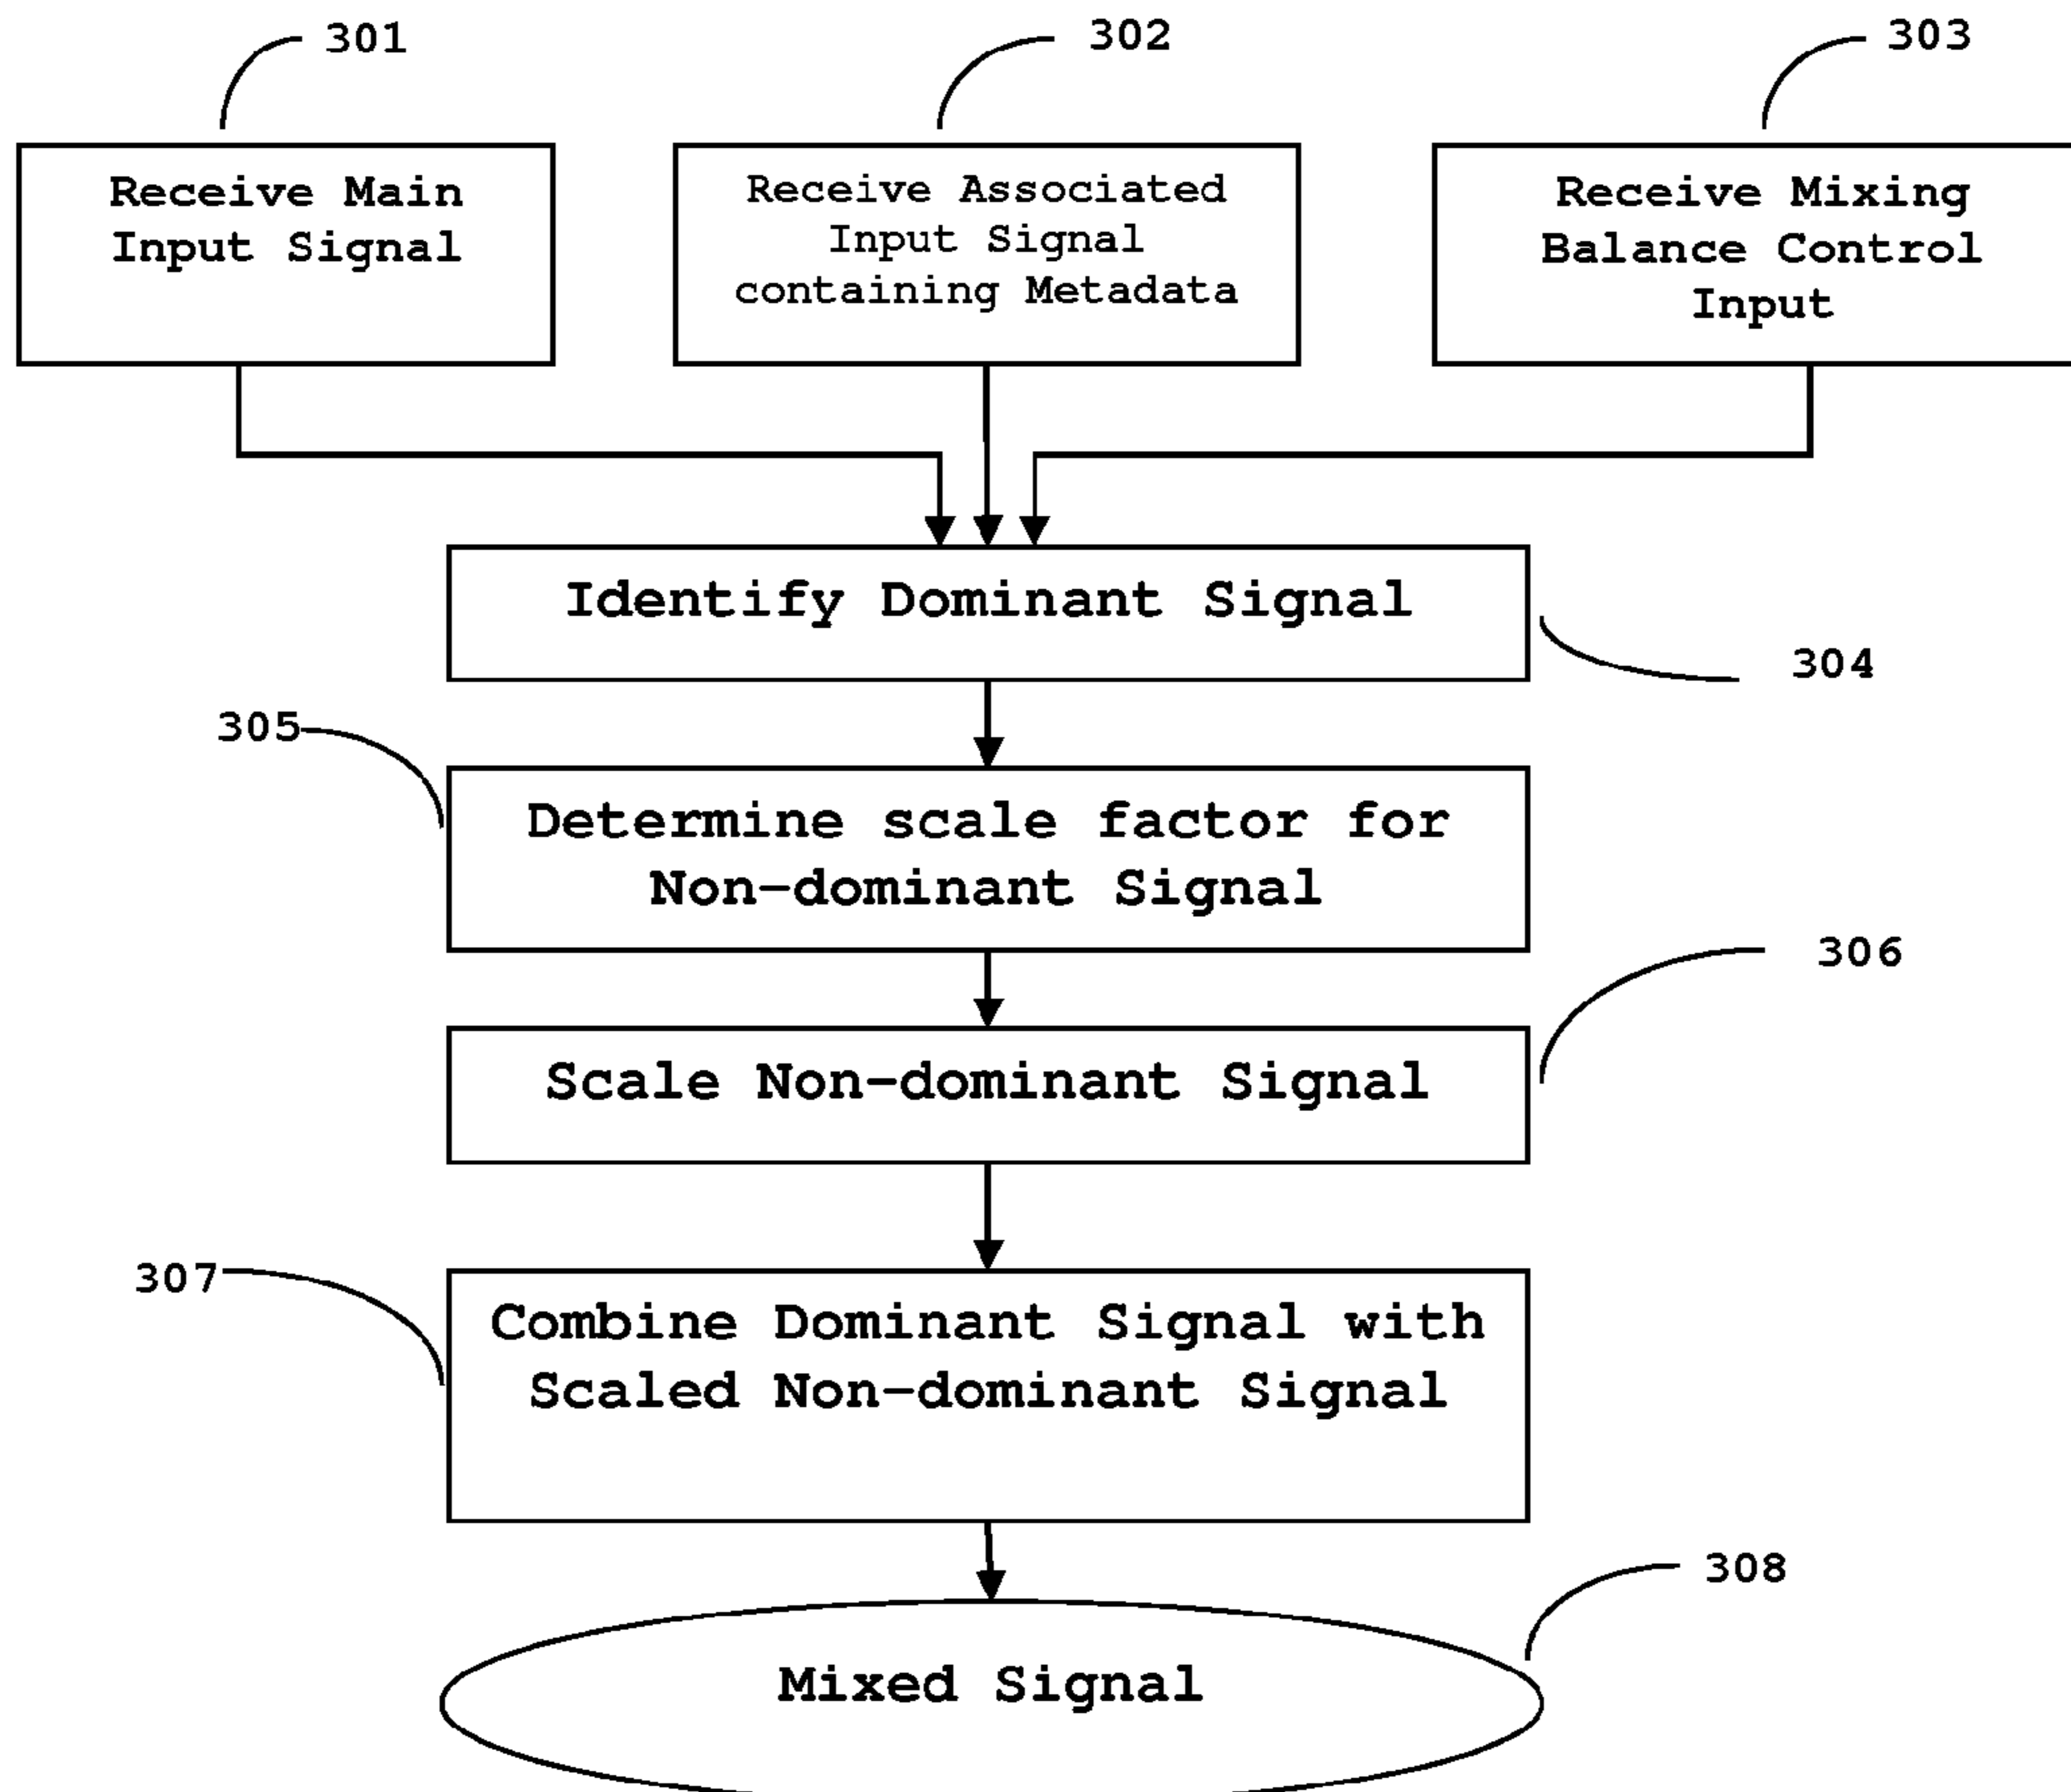 301
302
303
Receive Main
Input Signal
Receive Associated
Input Signal
containing Metadata
Receive Mixing
Balance Control
Input
Identify Dominant Signal
304
305
Determine scale factor for
Non-dominant Signal
306
Scale Non-dominant Signal
307
Combine Dominant Signal with
Scaled Non-dominant Signal
308
Mixed Signal